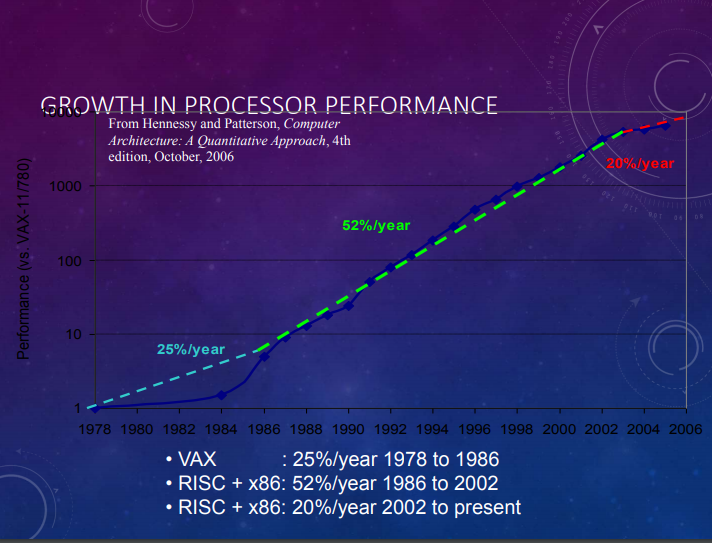 GROWTH IN PROCESSOR PERFORMANCE
10000
From Hennessy and Patterson, Computer
Architecture: A Quantitative Approach, 4th
edition, October, 2006
20%/year
1000
52%/year
Performance (vs. VAX-11/780)
100
10
25%/year
1
1978 1980 1982 1984 1986 1988 1990 1992 1994 1996 1998 2000 2002 2004 2006
• VAX : 25%/year 1978 to 1986
• RISC + x86: 52%/year 1986 to 2002
• RISC + x86: 20%/year 2002 to present